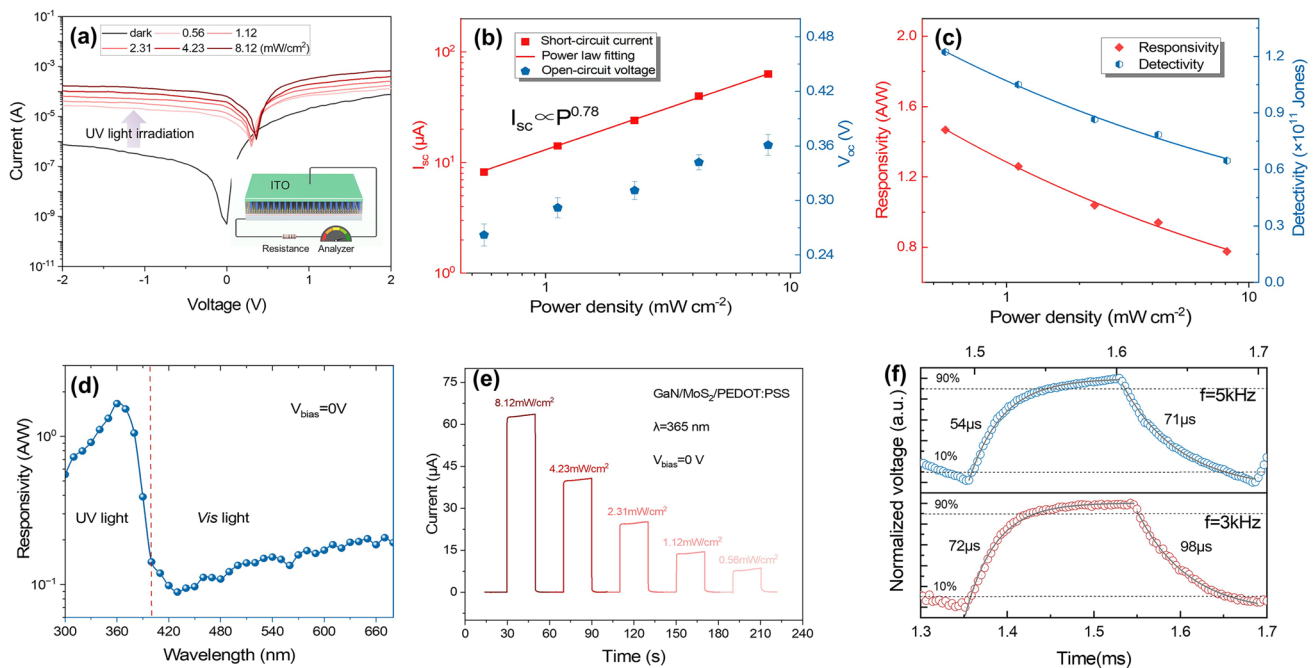 (a)
dark 0.56 1.12
2.31 4.23 8.12 (mW/cm²)
10⁻¹
10⁻³
10⁻⁵
10⁻⁷
10⁻⁹
10⁻¹¹
Current (A)
UV light irradiation
ITO
Resistance Analyzer
-2 -1 0 1 2
Voltage (V)
(b)
Short-circuit current
Power law fitting
Open-circuit voltage
I_sc ∝P^0.78
10²
10¹
10⁰
I_sc (μA)
0.48
0.42
0.36
0.30
0.24
V_oc (V)
1 10
Power density (mW cm⁻²)
(c)
Responsivity
Detectivity
2.0
1.6
1.2
0.8
Responsivity (A/W)
1.2
0.9
0.6
0.3
0.0
Detectivity (×10¹¹ Jones)
1 10
Power density (mW cm⁻²)
(d)
V_bias=0V
10⁰
10⁻¹
Responsivity (A/W)
UV light Vis light
300 360 420 480 540 600 660
Wavelength (nm)
(e)
GaN/MoS₂/PEDOT:PSS
λ=365 nm
V_bias=0 V
8.12mW/cm²
4.23mW/cm²
2.31mW/cm²
1.12mW/cm²
0.56mW/cm²
75
60
45
30
15
0
Current (μA)
0 30 60 90 120 150 180 210 240
Time (s)
(f)
1.5 1.6 1.7
90%
f=5kHz
54μs
71μs
10%
90%
f=3kHz
72μs
98μs
10%
Normalized voltage (a.u.)
1.3 1.4 1.5 1.6 1.7
Time(ms)